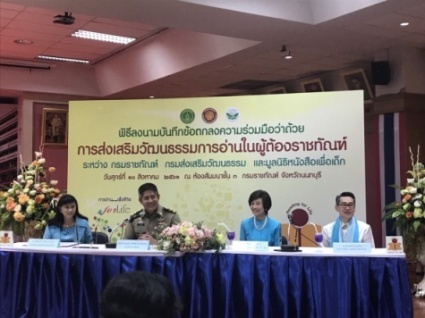 พิธีลงนามบันทึกข้อตกลงความร่วมมือว่าด้วย
การส่งเสริมวัฒนธรรมการอ่านในผู้ต้องราชทัณฑ์
ระหว่าง กรมราชทัณฑ์ กรมส่งเสริมวัฒนธรรม และมูลนิธิหนังสือเพื่อเด็ก
วันศุกร์ที่ ๓๑ สิงหาคม ๒๕๖๑ ณ ห้องสัมมนาชั้น ๓ กรมราชทัณฑ์ จังหวัดนนทบุรี